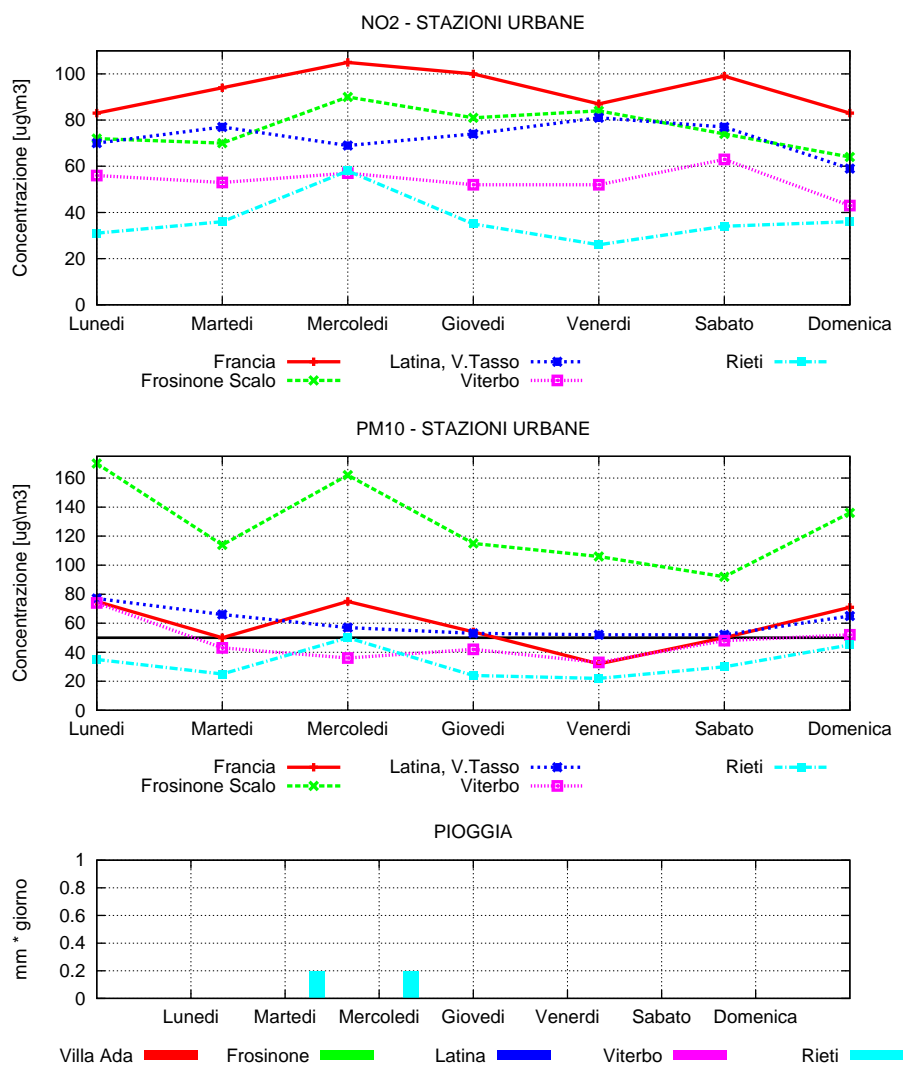 NO2 - STAZIONI URBANE
Concentrazione [ug\m3]
100
80
60
40
20
0
Lunedi Martedi Mercoledi Giovedi Venerdi Sabato Domenica
Francia Latina, V.Tasso Rieti
Frosinone Scalo Viterbo
PM10 - STAZIONI URBANE
Concentrazione [ug\m3]
160
140
120
100
80
60
40
20
0
Lunedi Martedi Mercoledi Giovedi Venerdi Sabato Domenica
Francia Latina, V.Tasso Rieti
Frosinone Scalo Viterbo
PIOGGIA
mm * giorno
1
0.8
0.6
0.4
0.2
0
Lunedi Martedi Mercoledi Giovedi Venerdi Sabato Domenica
Villa Ada Frosinone Latina Viterbo Rieti